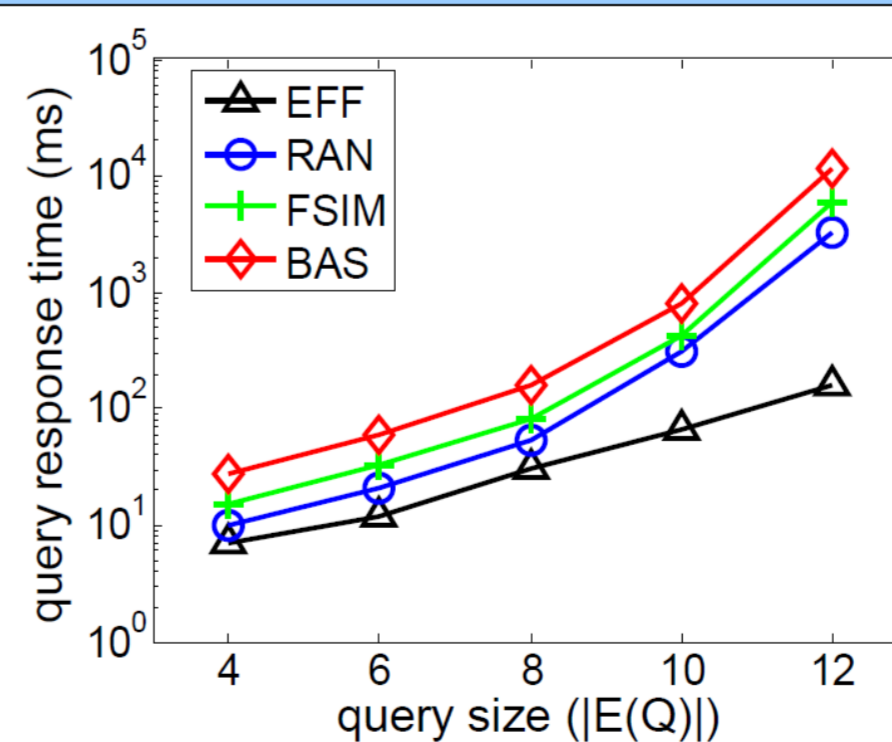 query response time (ms)
10^5
10^4
10^3
10^2
10^1
10^0
EFF
RAN
FSIM
BAS
4 6 8 10 12
query size (|E(Q)|)